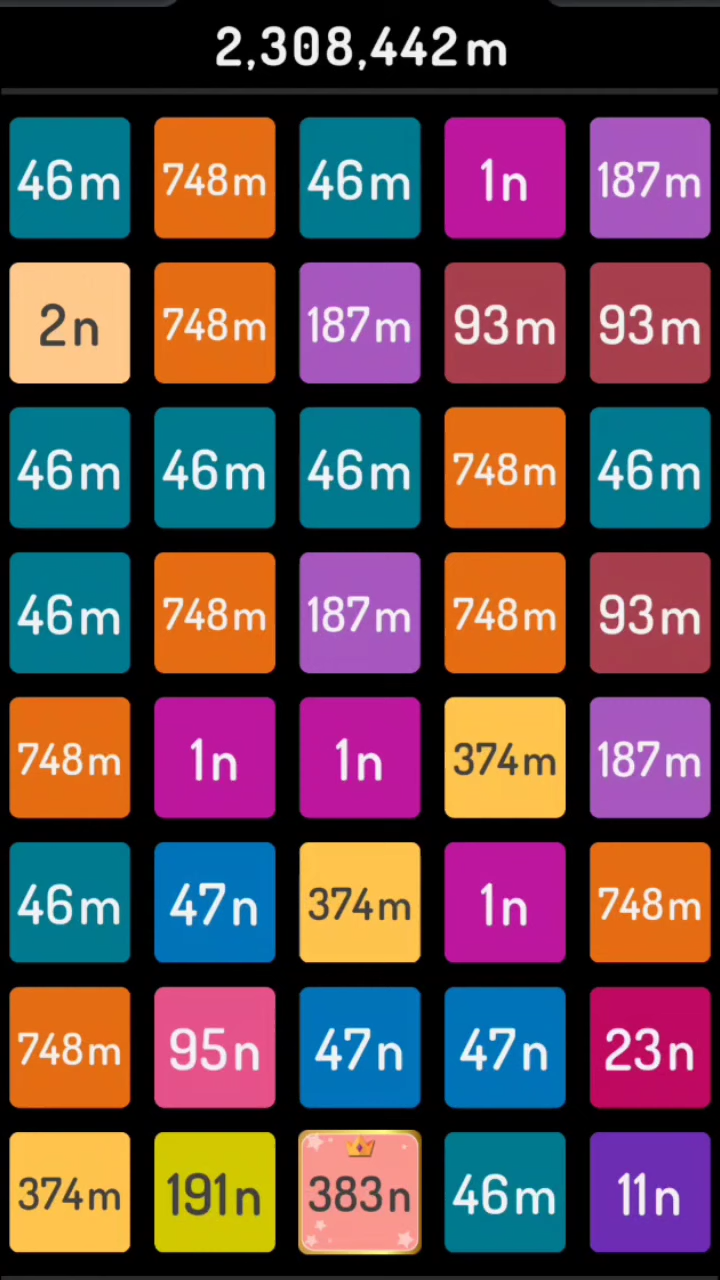 2,308,442m
46m 748m 46m 1n 187m
2n 748m 187m 93m 93m
46m 46m 46m 748m 46m
46m 748m 187m 748m 93m
748m 1n 1n 374m 187m
46m 47n 374m 1n 748m
748m 95n 47n 47n 23n
374m 191n 383n 46m 11n